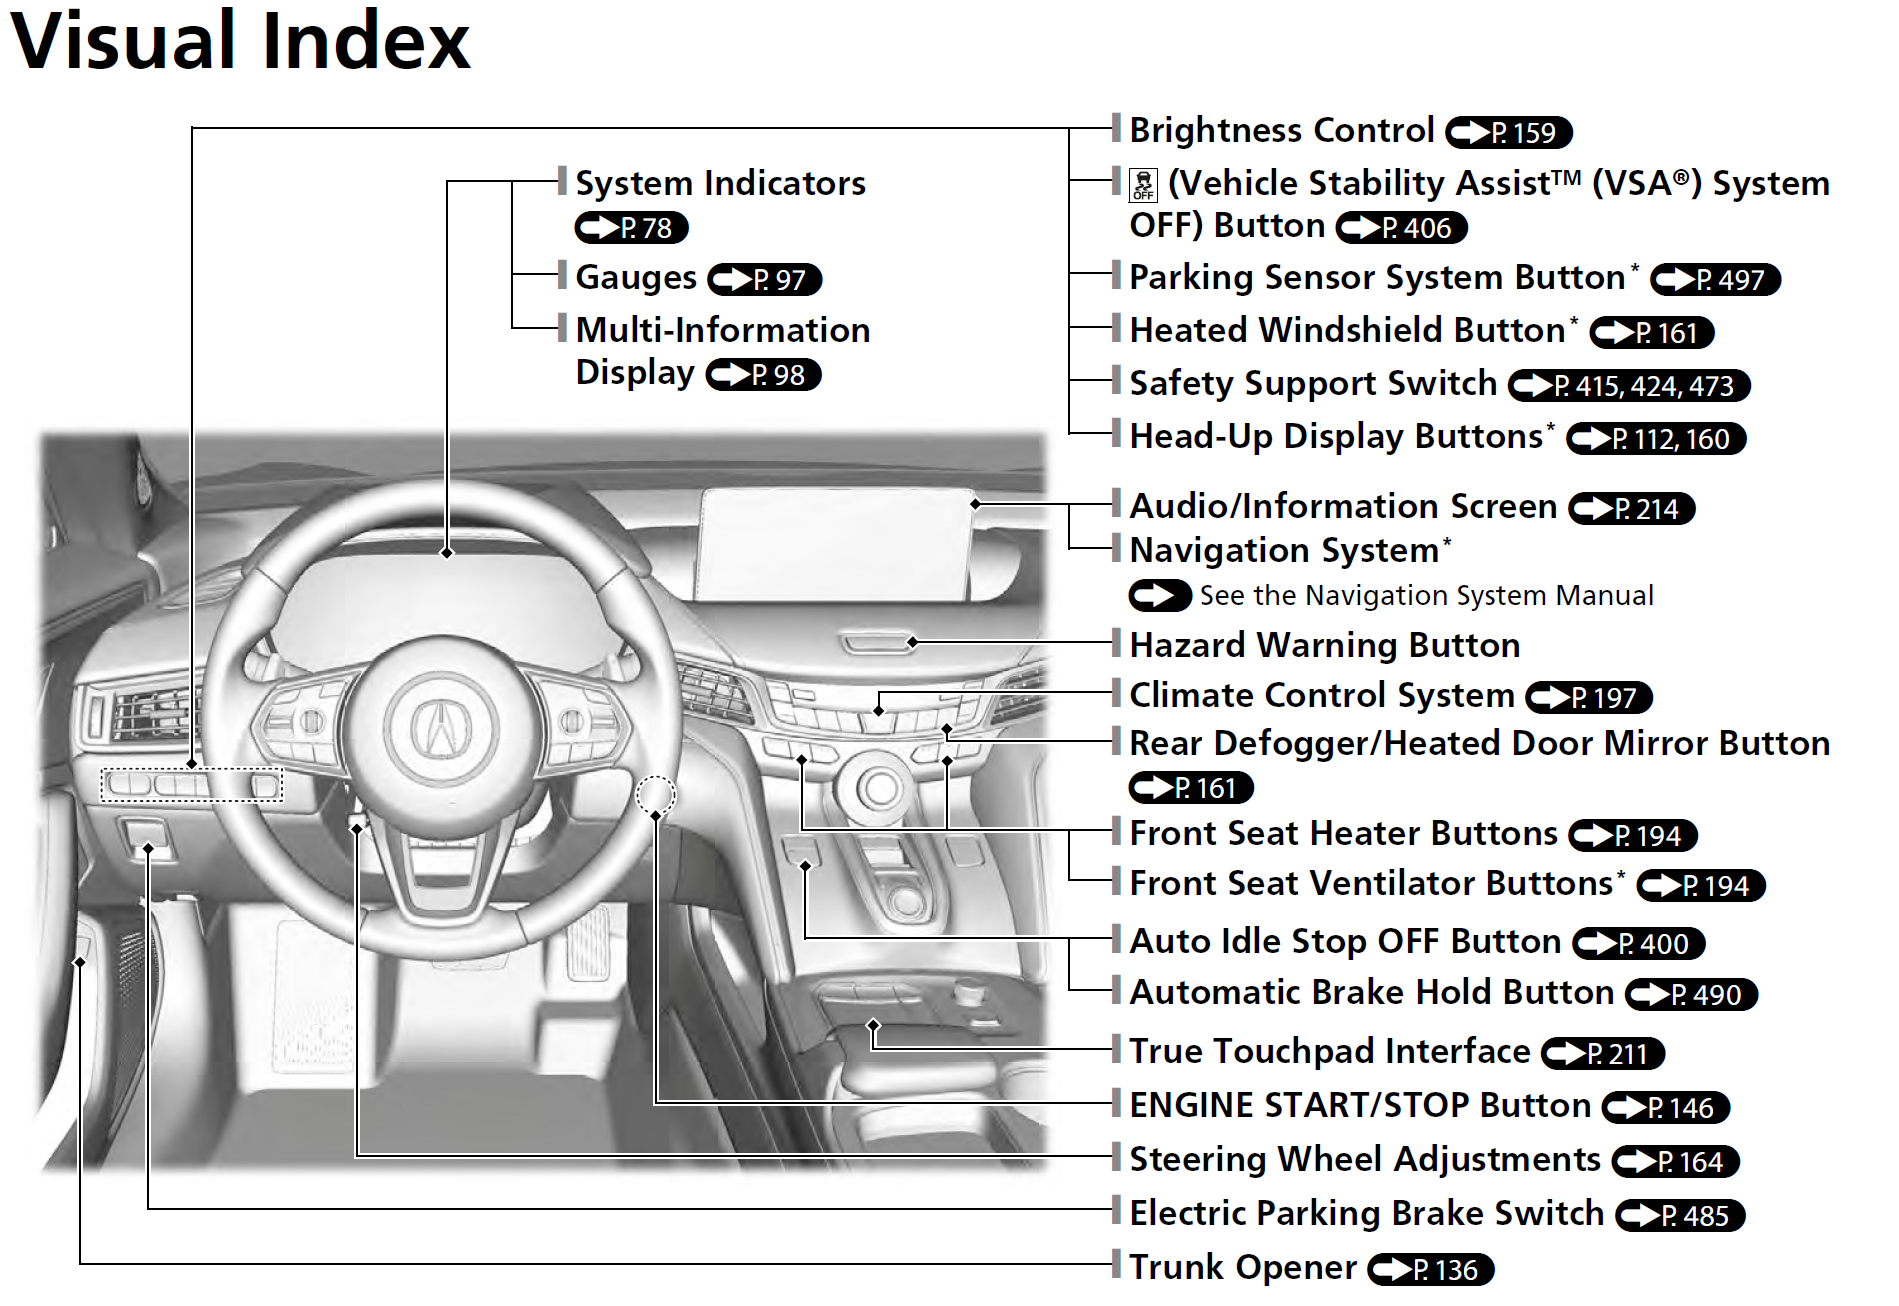 Visual Index
System Indicators
P. 78
Gauges P. 97
Multi-Information
Display P. 98
Brightness Control P. 159
OFF (Vehicle Stability Assist™ (VSA®) System
OFF) Button P. 406
Parking Sensor System Button* P. 497
Heated Windshield Button* P. 161
Safety Support Switch P. 415, 424, 473
Head-Up Display Buttons* P. 112, 160
Audio/Information Screen P. 214
Navigation System*
See the Navigation System Manual
Hazard Warning Button
Climate Control System P. 197
Rear Defogger/Heated Door Mirror Button
P. 161
Front Seat Heater Buttons P. 194
Front Seat Ventilator Buttons* P. 194
Auto Idle Stop OFF Button P. 400
Automatic Brake Hold Button P. 490
True Touchpad Interface P. 211
ENGINE START/STOP Button P. 146
Steering Wheel Adjustments P. 164
Electric Parking Brake Switch P. 485
Trunk Opener P. 136